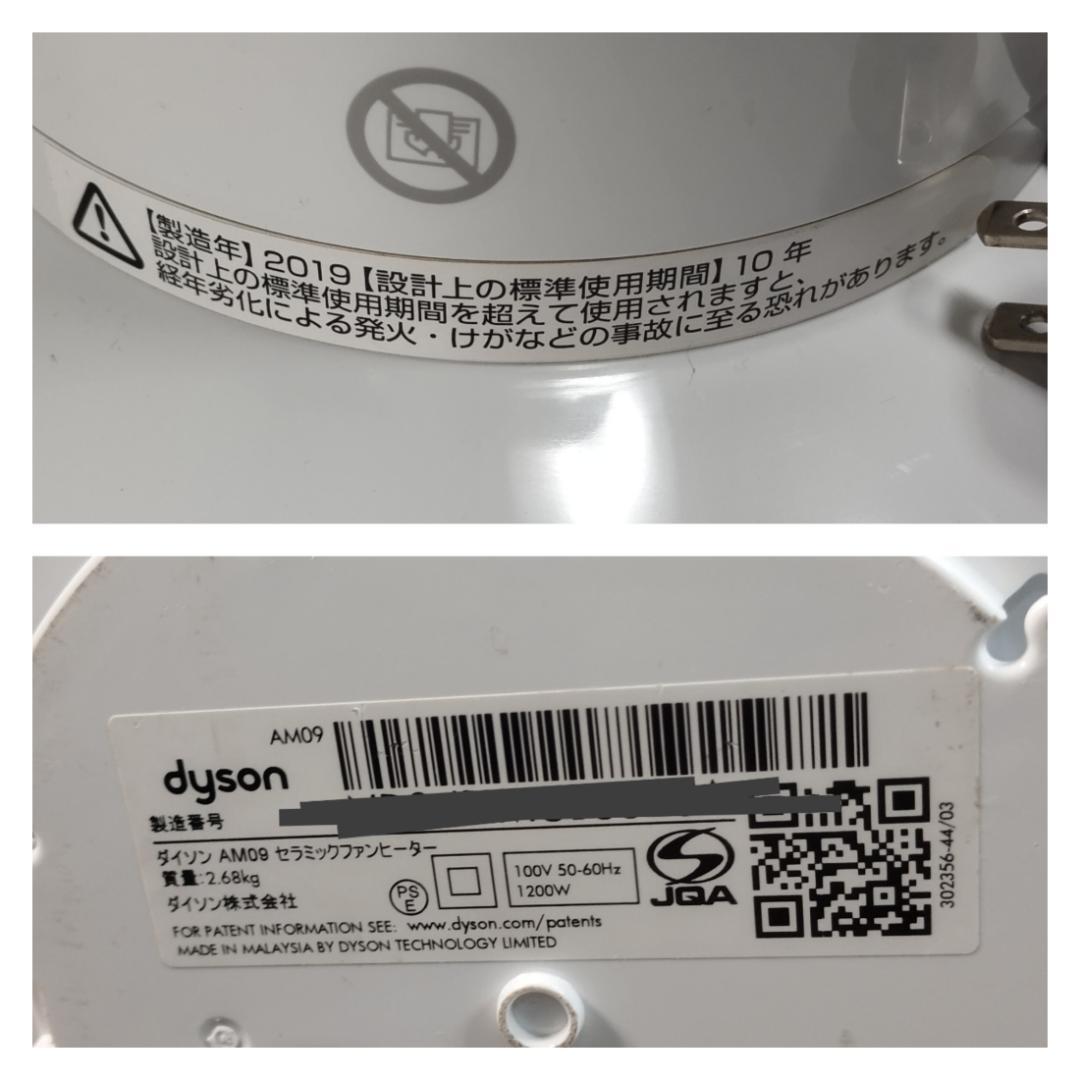 【製造年】2019【設計上の標準使用期間】10 年
設計上の標準使用期間を超えて使用されますと、
経年劣化による発火・けがなどの事故に至る恐れがあります。
AM09
dyson
製造番号
ダイソン AM09 セラミックファンヒーター
質量:2.68kg
ダイソン株式会社
PS
E
100V 50-60Hz
1200W
JQA
302356-44/03
FOR PATENT INFORMATION SEE: www.dyson.com/patents
MADE IN MALAYSIA BY DYSON TECHNOLOGY LIMITED